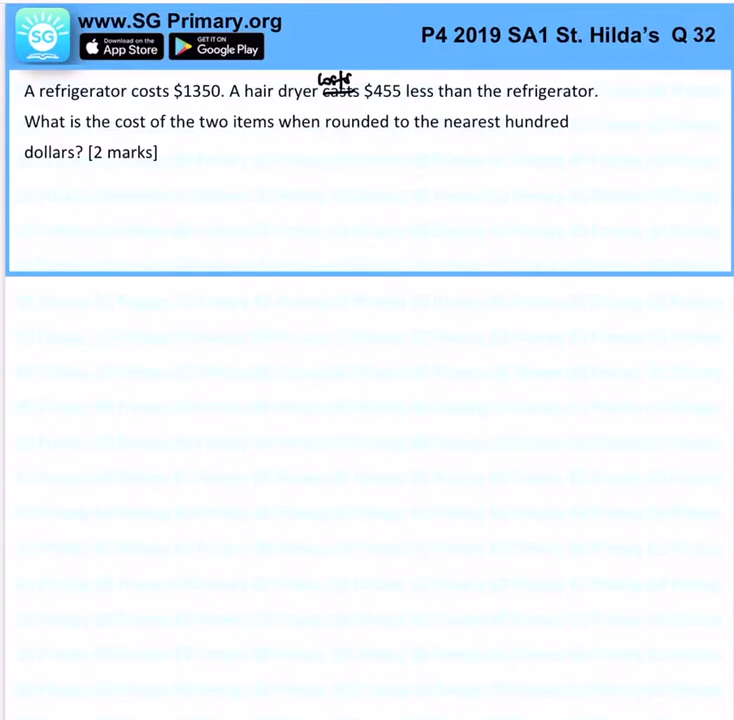 SG
www.SG Primary.org
Download on the
App Store
GET IT ON
Google Play
P4 2019 SA1 St. Hilda's Q 32
costs
A refrigerator costs $1350. A hair dryer casts $455 less than the refrigerator.
What is the cost of the two items when rounded to the nearest hundred
dollars? [2 marks]